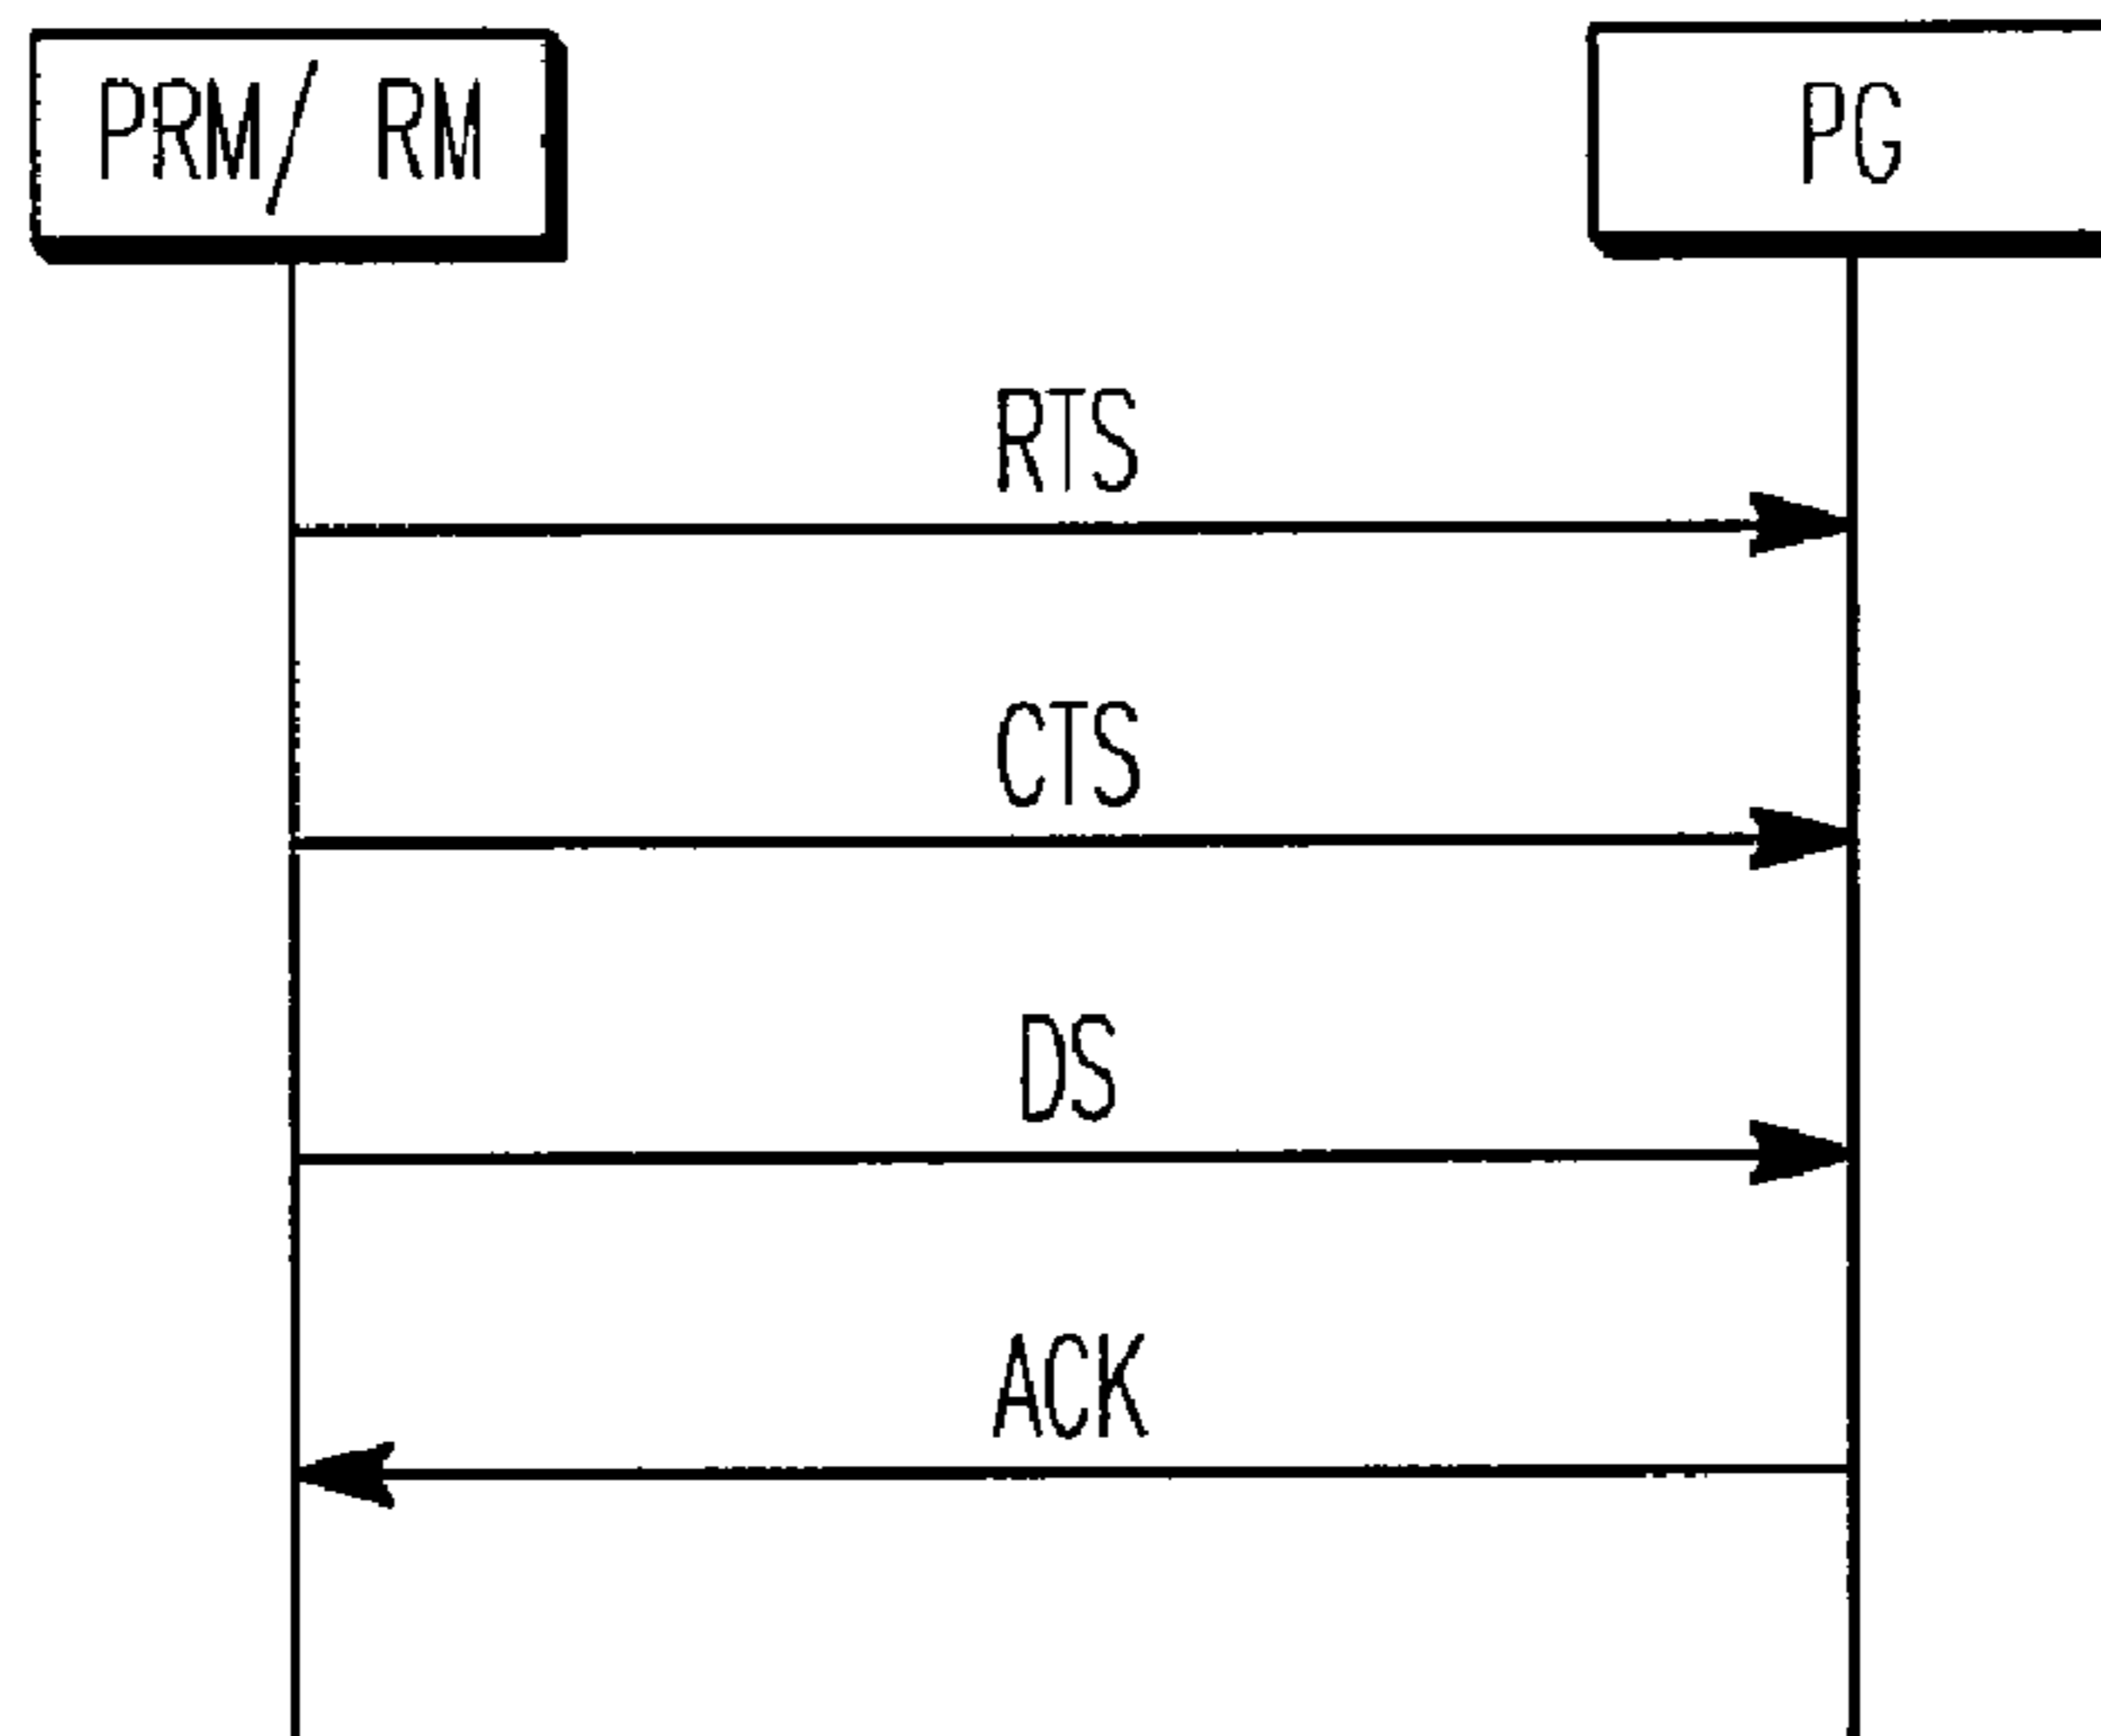 PRM/ RM
PG
RTS
CTS
DS
ACK